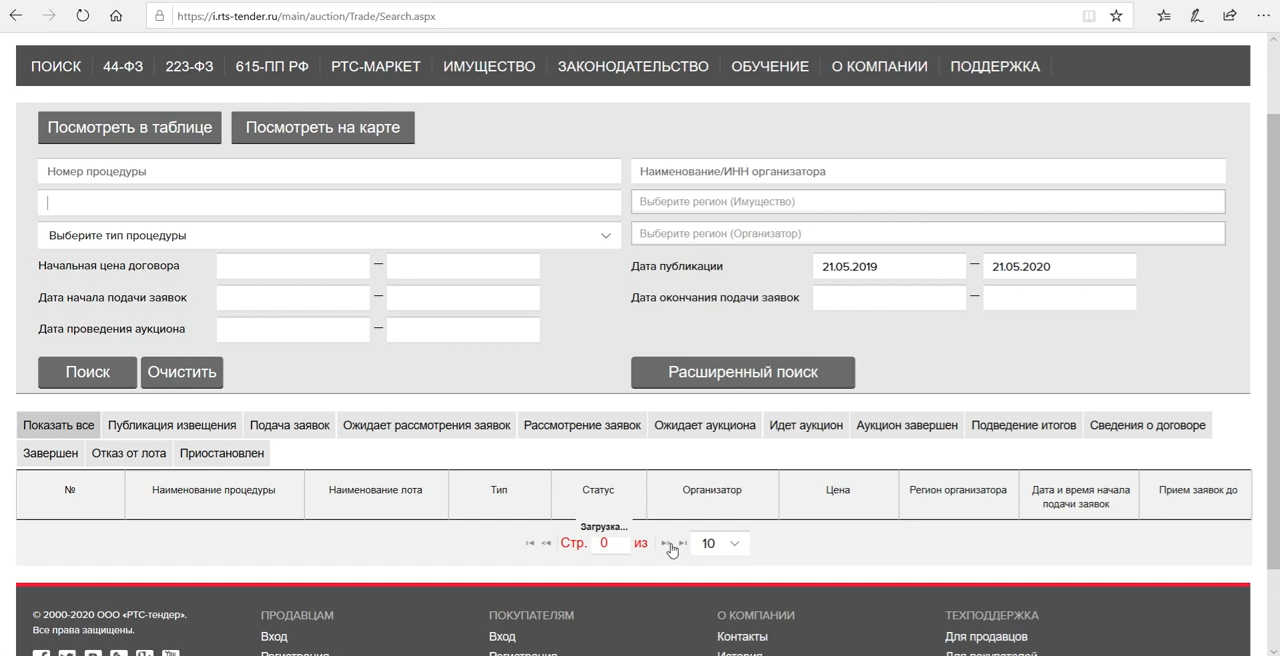 https://i.rts-tender.ru/main/auction/Trade/Search.aspx
ПОИСК 44-ФЗ 223-ФЗ 615-ПП РФ РТС-МАРКЕТ ИМУЩЕСТВО ЗАКОНОДАТЕЛЬСТВО ОБУЧЕНИЕ О КОМПАНИИ ПОДДЕРЖКА
Посмотреть в таблице Посмотреть на карте
Номер процедуры Наименование/ИНН организатора
Выберите регион (Имущество)
Выберите тип процедуры Выберите регион (Организатор)
Начальная цена договора — Дата публикации 21.05.2019 — 21.05.2020
Дата начала подачи заявок — Дата окончания подачи заявок —
Дата проведения аукциона —
Поиск Очистить Расширенный поиск
Показать все Публикация извещения Подача заявок Ожидает рассмотрения заявок Рассмотрение заявок Ожидает аукциона Идет аукцион Аукцион завершен Подведение итогов Сведения о договоре
Завершен Отказ от лота Приостановлен
№ Наименование процедуры Наименование лота Тип Статус Организатор Цена Регион организатора Дата и время начала Прием заявок до
подачи заявок
Загрузка...
Стр. 0 из 10
© 2000-2020 ООО «РТС-тендер». ПРОДАВЦАМ ПОКУПАТЕЛЯМ О КОМПАНИИ ТЕХПОДДЕРЖКА
Все права защищены. Вход Вход Контакты Для продавцов
Регистрация Регистрация История Для покупателей